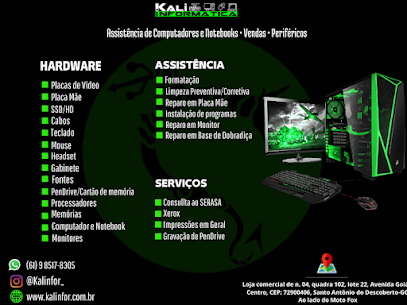 KALI
INFORMÁTICA
Assistência de Computadores e Notebooks • Vendas • Periféricos
HARDWARE
Placas de Vídeo
Placa Mãe
SSD/HD
Cabos
Teclado
Mouse
Headset
Gabinete
Fontes
PenDrive/Cartão de memória
Processadores
Memórias
Computador e Notebook
Monitores
ASSISTÊNCIA
Formatação
Limpeza Preventiva/Corretiva
Reparo em Placa Mãe
Instalação de programas
Reparo em Monitor
Reparo em Base de Dobradiça
SERVIÇOS
Consullta ao SERASA
Xerox
Impressões em Geral
Gravação de PenDrive
(61) 9 8517-8305
@Kalinfor_
www.kalinfor.com.br
Loja comercial de n. 04, quadra 102, lote 22, Avenida Goiá
Centro, CEP: 72900406, Santo Antônio do Descoberto-GO
Ao lado do Moto Fox